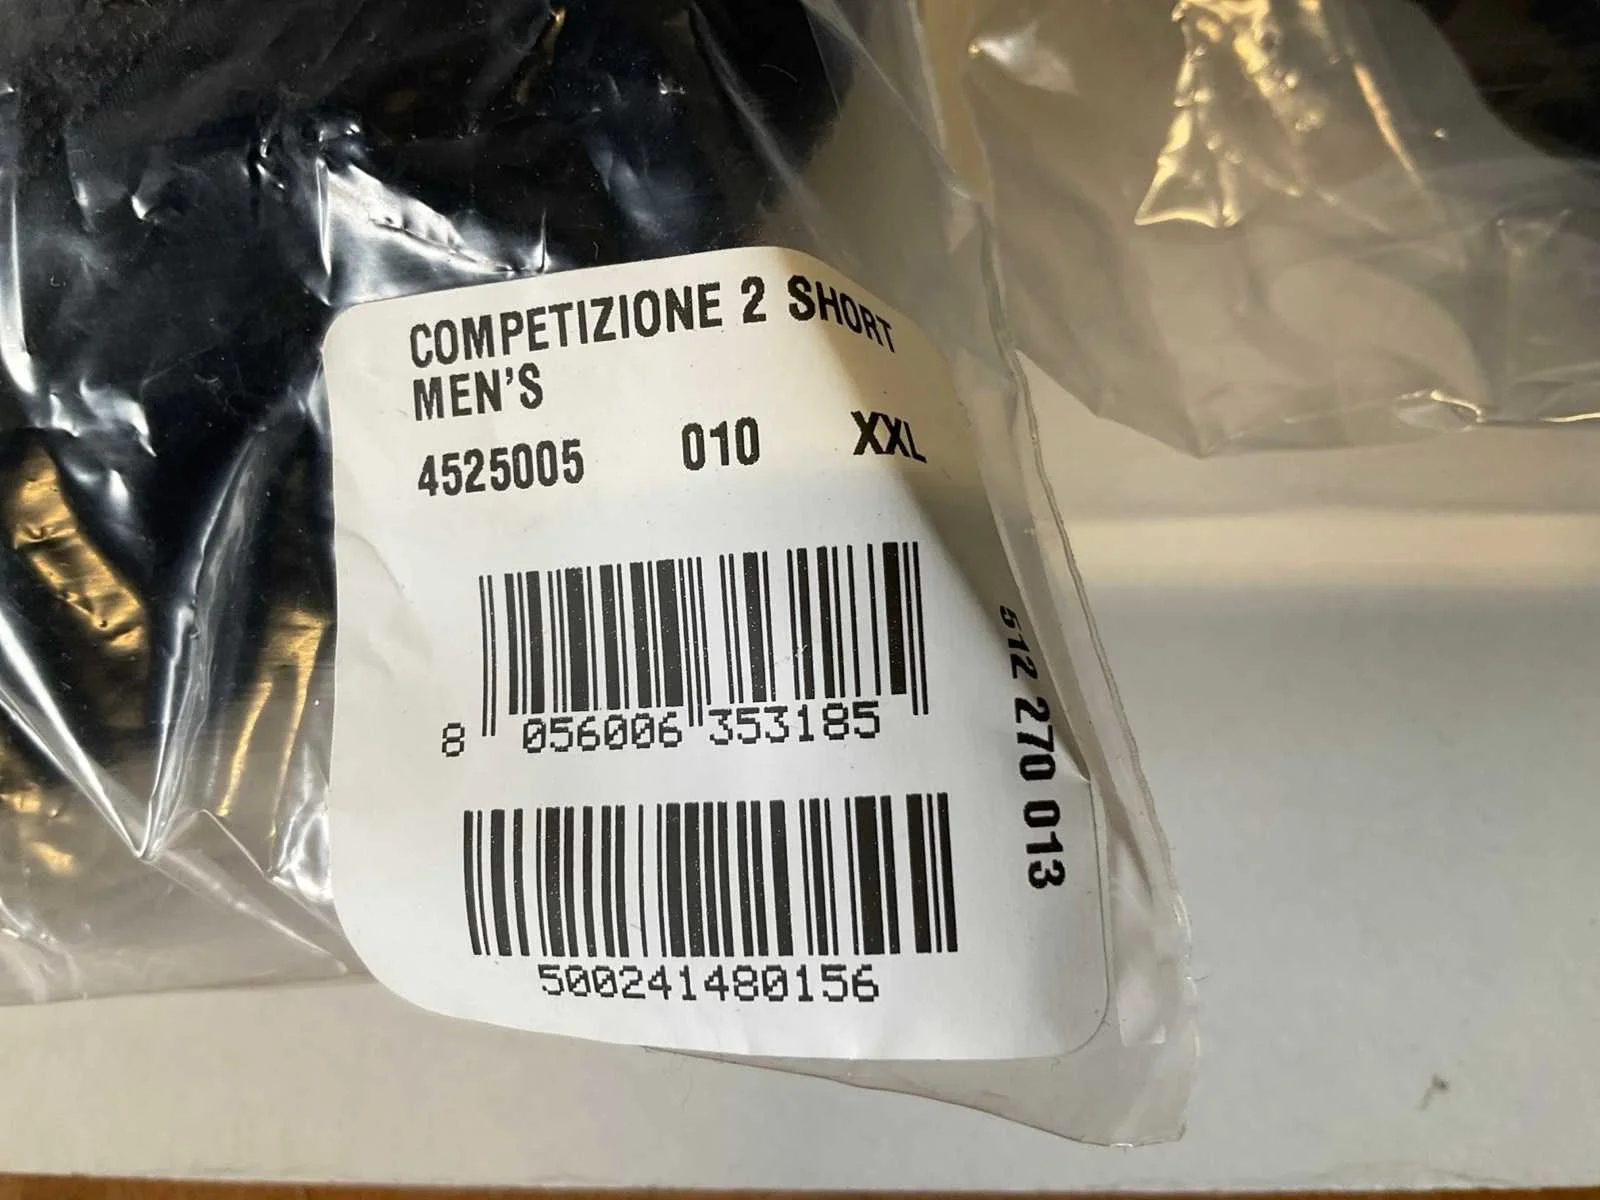 COMPETIZIONE 2 SHORT
MEN'S
4525005 010 XXL
8 056006 353185
500241480156
512 270 013